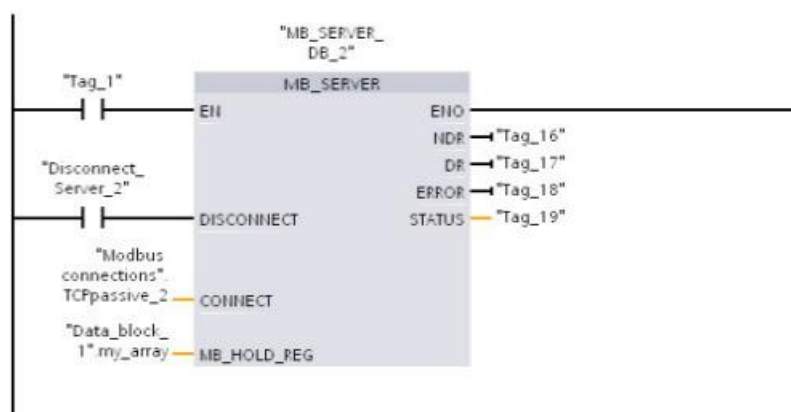 "MB_SERVER_
DB_2"
"Tag_1"
MB_SERVER
EN
ENO
NDR
"Tag_16"
DR
"Tag_17"
"Disconnect_
Server_2"
ERROR
"Tag_18"
DISCONNECT
STATUS
"Tag_19"
"Modbus
connections".
TCPpassive_2
CONNECT
"Data_block_
1".my_array
MB_HOLD_REG